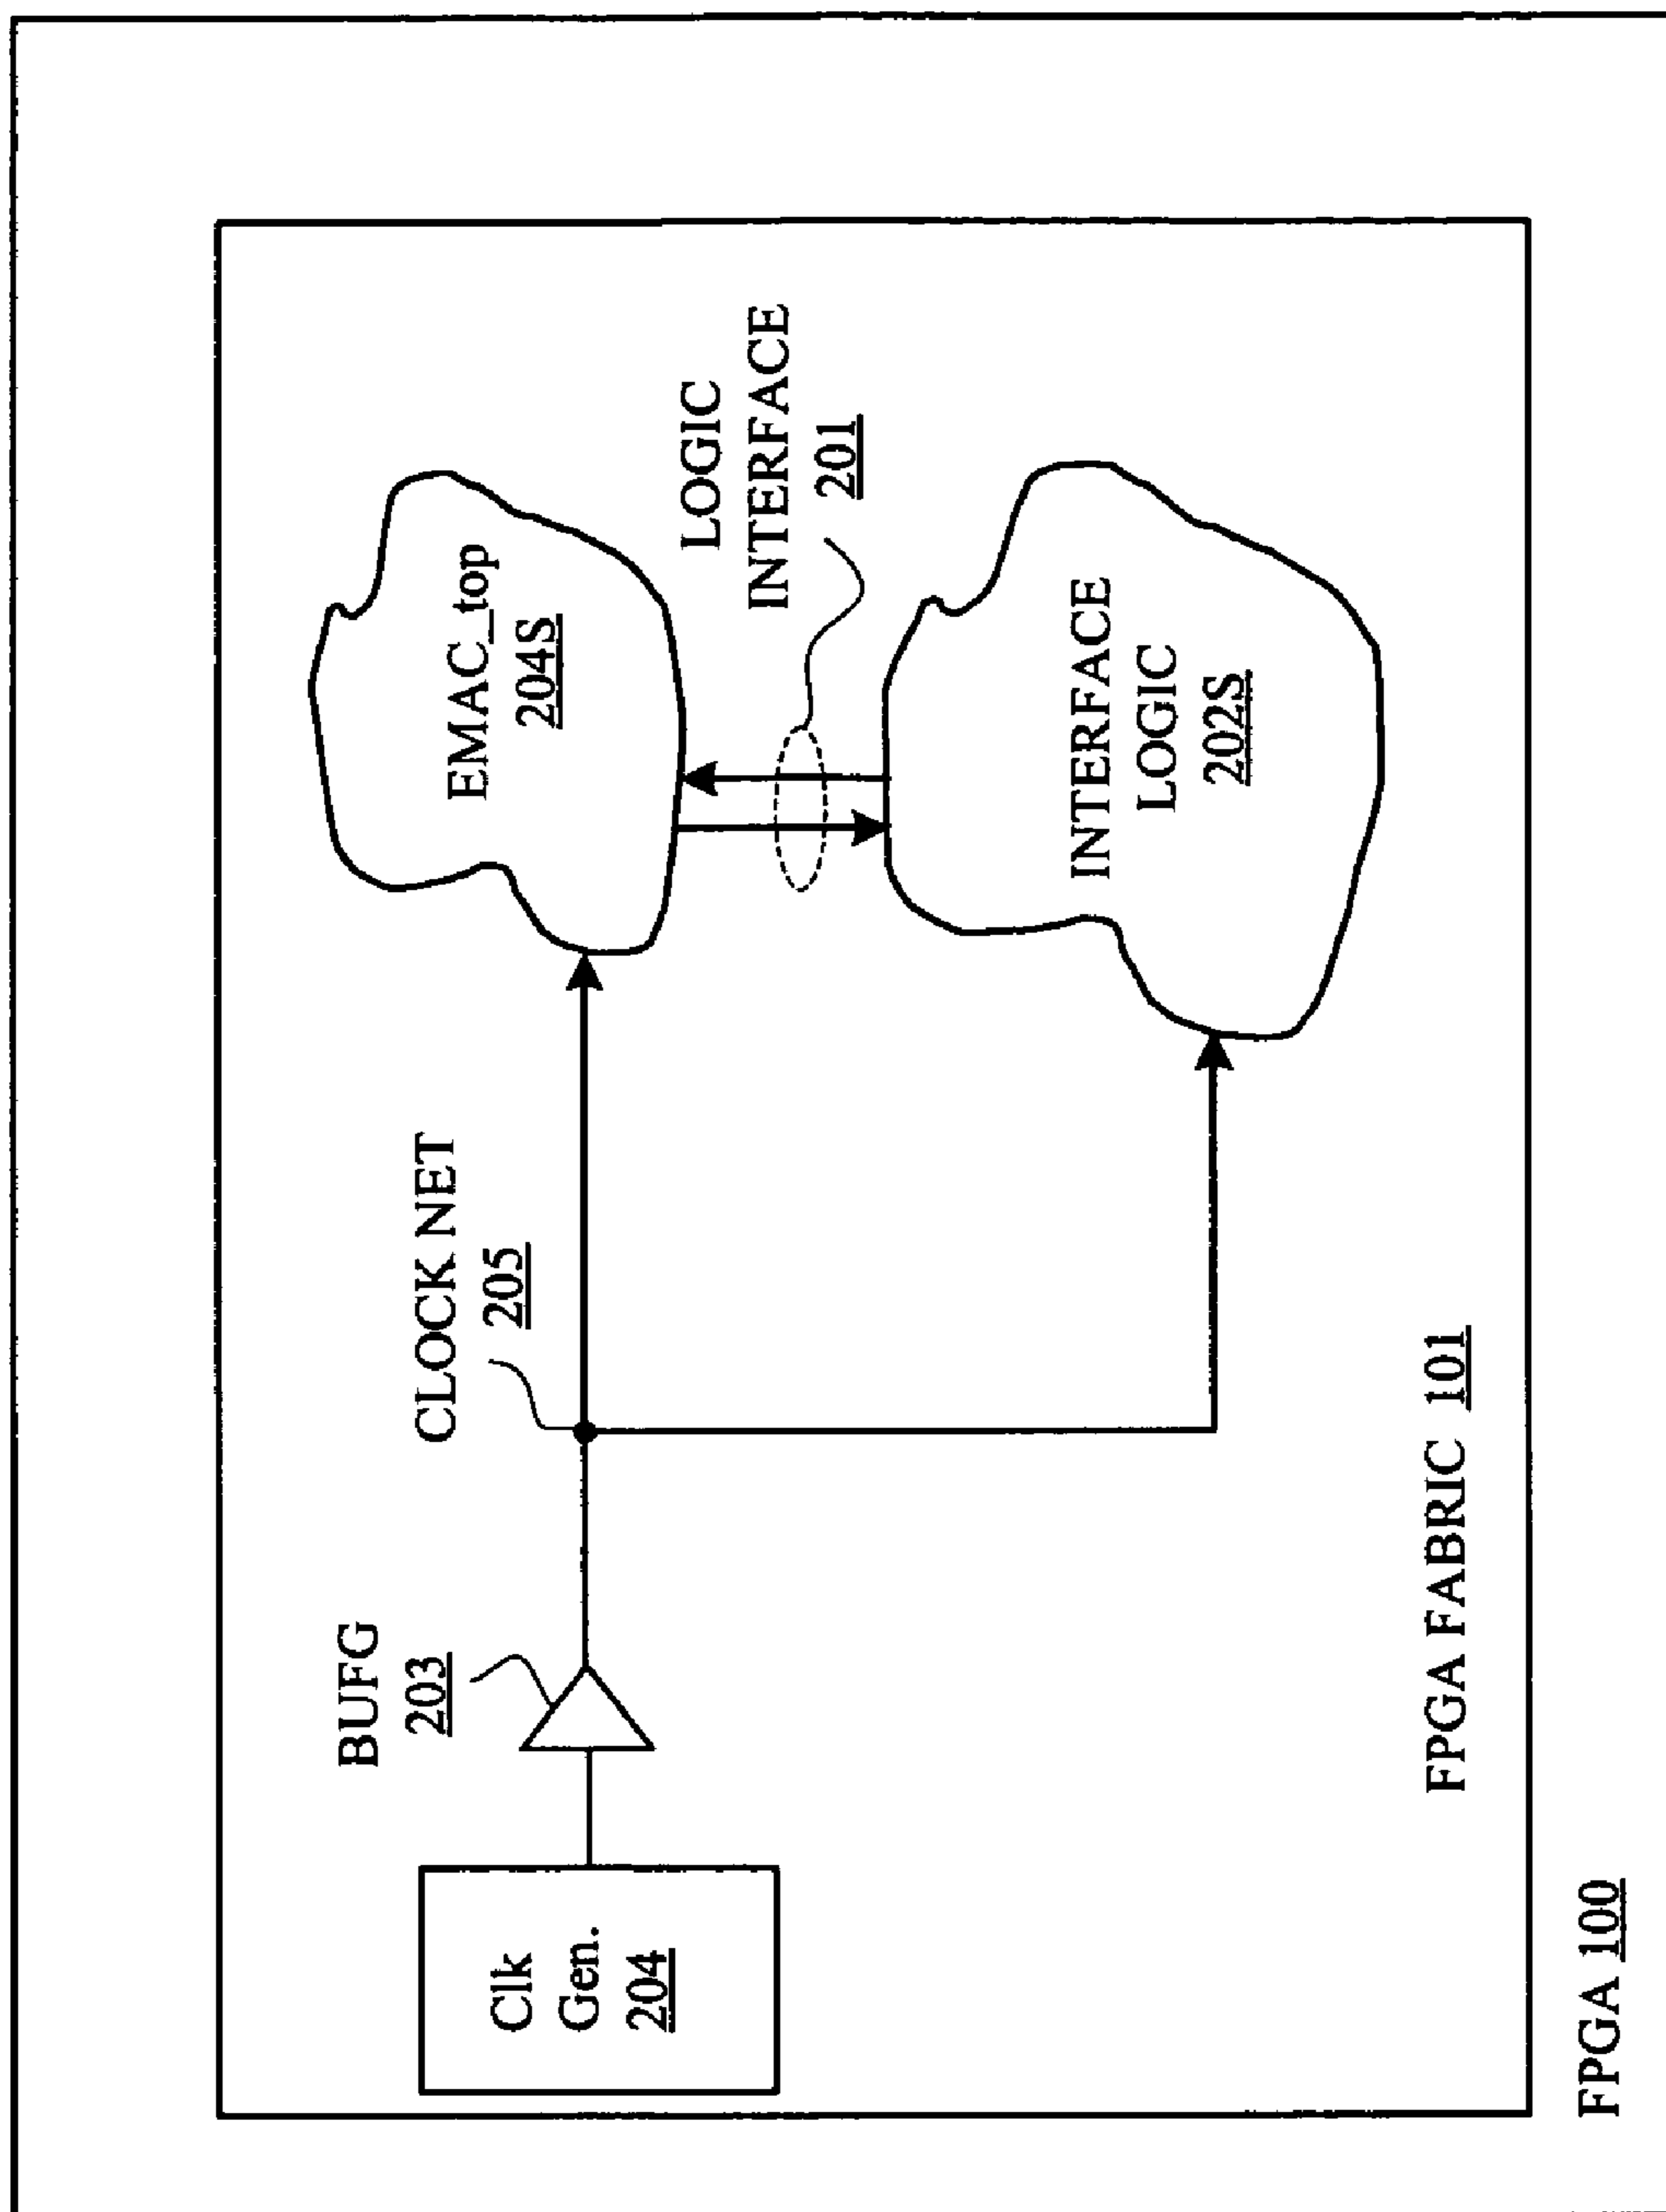 Clk
Gen.
204
BUFG
203
CLOCK NET
205
EMAC_top
204S
LOGIC
INTERFACE
201
INTERFACE
LOGIC
202S
FPGA FABRIC 101
FPGA 100